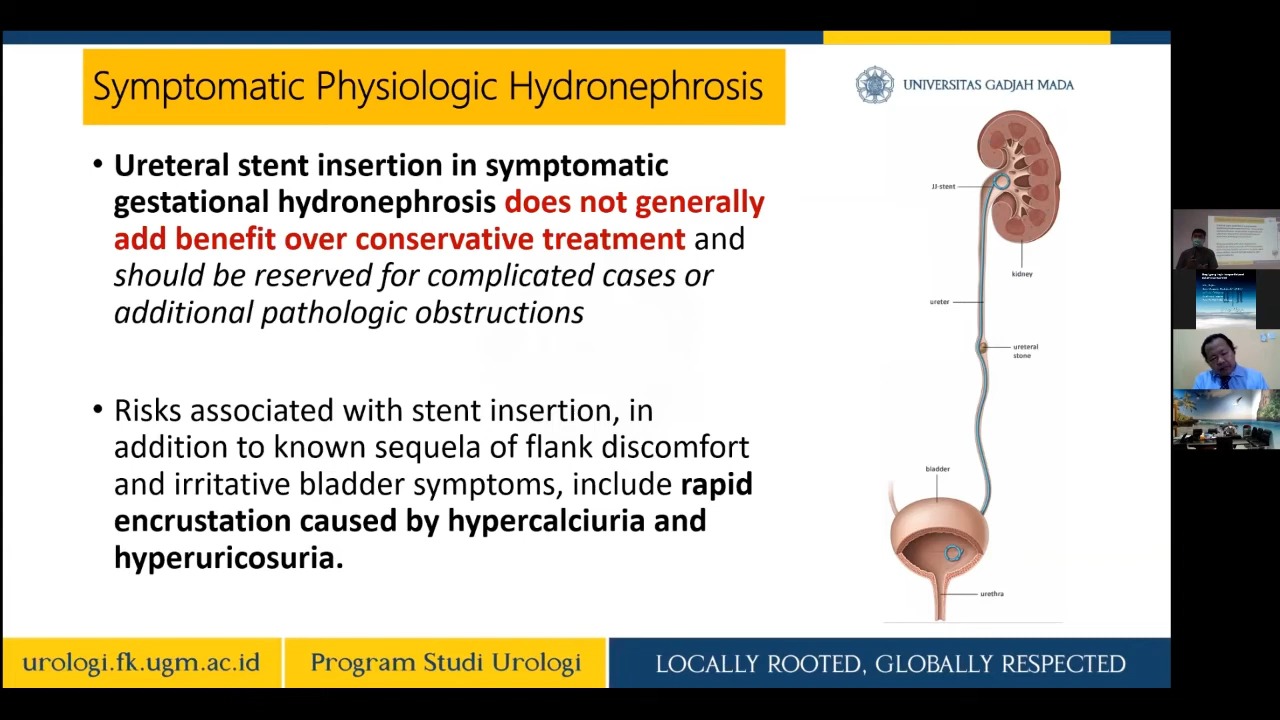 Symptomatic Physiologic Hydronephrosis
UNIVERSITAS GADJAH MADA
• Ureteral stent insertion in symptomatic
gestational hydronephrosis does not generally
add benefit over conservative treatment and
should be reserved for complicated cases or
additional pathologic obstructions
• Risks associated with stent insertion, in
addition to known sequela of flank discomfort
and irritative bladder symptoms, include rapid
encrustation caused by hypercalciuria and
hyperuricosuria.
JJ-stent
kidney
ureter
ureteral
stone
bladder
urethra
urologi.fk.ugm.ac.id
Program Studi Urologi
LOCALLY ROOTED, GLOBALLY RESPECTED